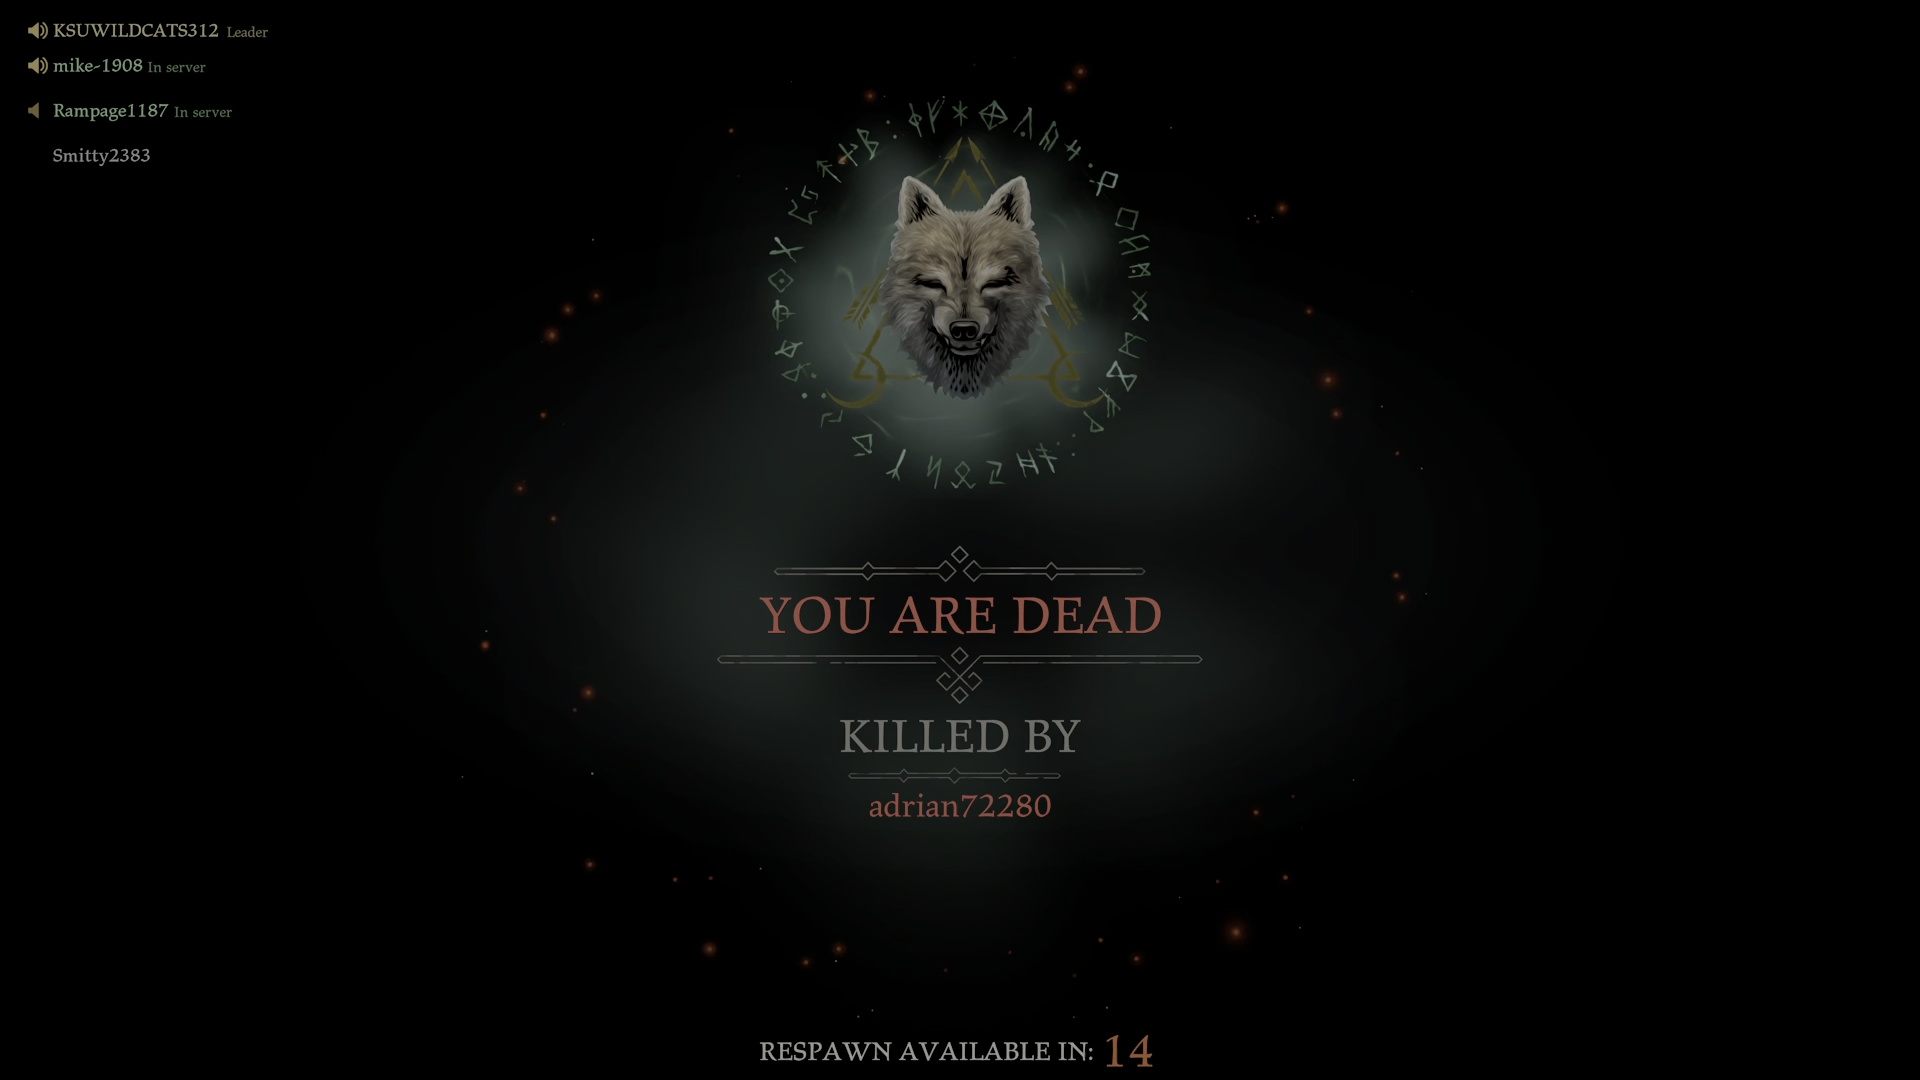 KSUWILDCATS312 Leader
mike-1908 In server
Rampage1187 In server
Smitty2383
YOU ARE DEAD
KILLED BY
adrian72280
RESPAWN AVAILABLE IN: 14